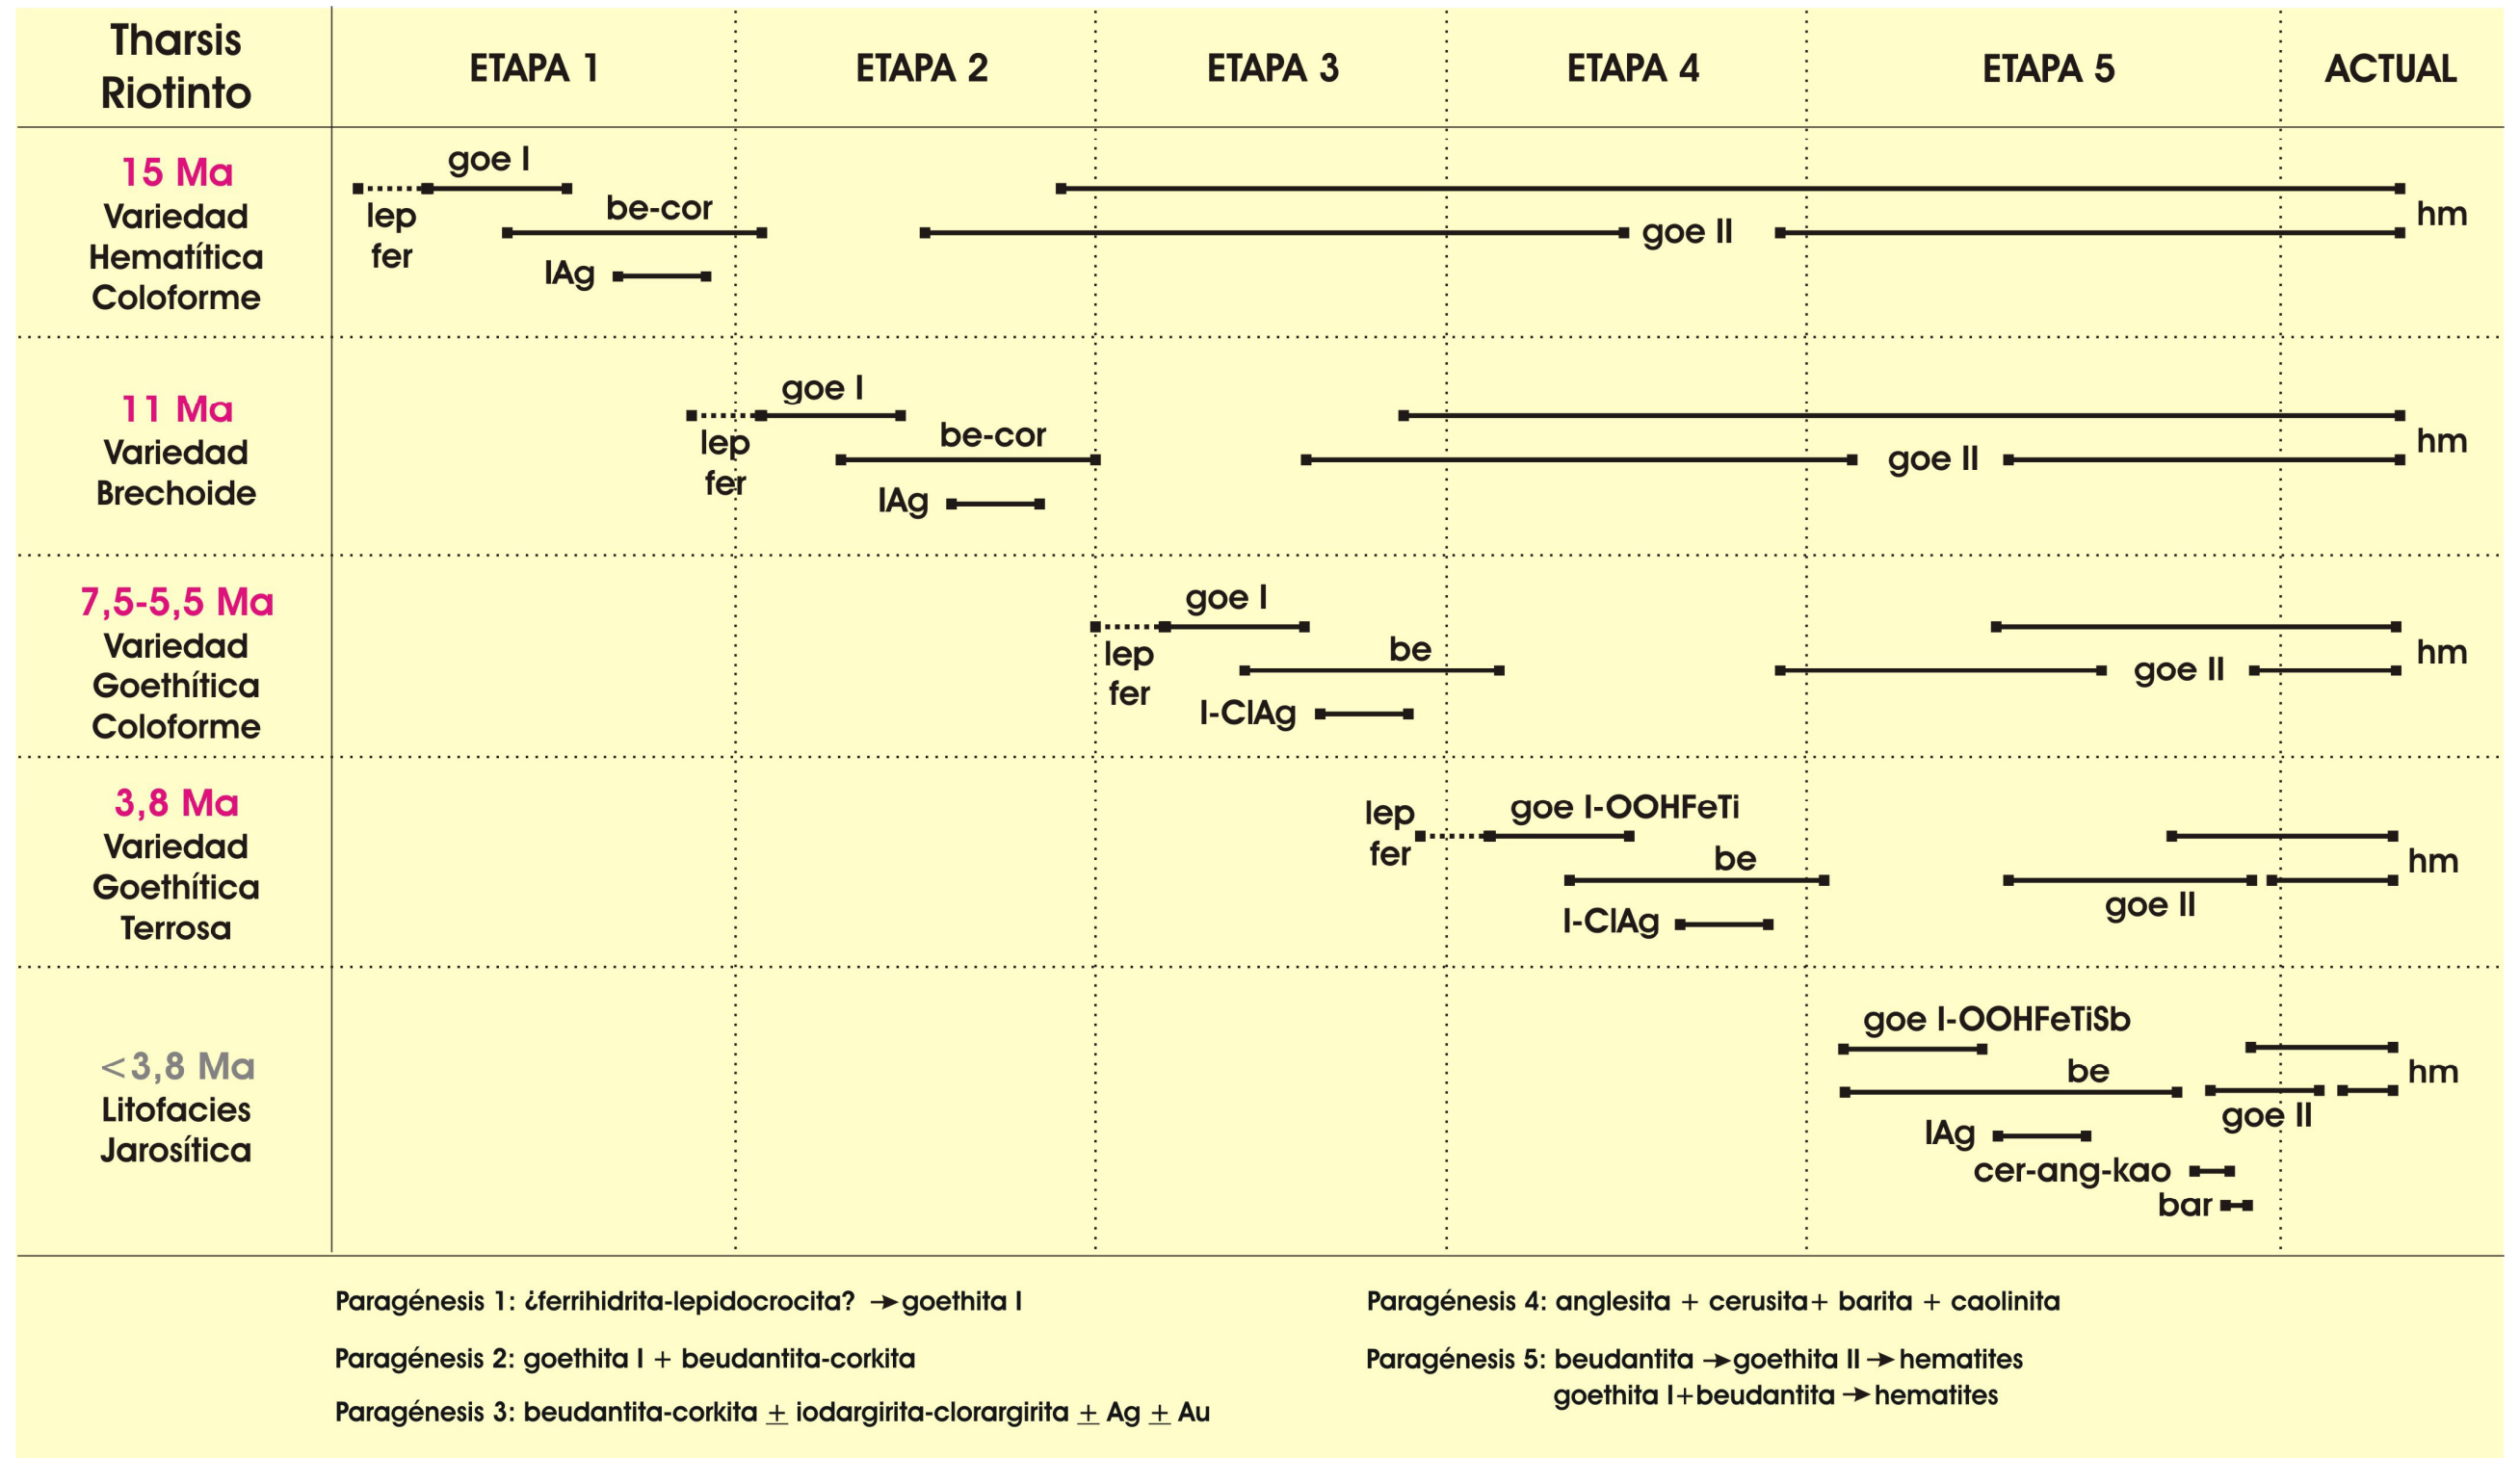 Tharsis
Riotinto
ETAPA 1
ETAPA 2
ETAPA 3
ETAPA 4
ETAPA 5
ACTUAL
15 Ma
Variedad
Hematítica
Coloforme
goe I
lep
fer
be-cor
IAg
goe II
hm
11 Ma
Variedad
Brechoide
goe I
lep
fer
be-cor
IAg
goe II
hm
7,5-5,5 Ma
Variedad
Goethítica
Coloforme
goe I
lep
fer
be
I-ClAg
goe II
hm
3,8 Ma
Variedad
Goethítica
Terrosa
lep
fer
goe I-OOHFeTi
be
I-ClAg
goe II
hm
<3,8 Ma
Litofacies
Jarosítica
goe I-OOHFeTiSb
be
IAg
cer-ang-kao
bar
goe II
hm
Paragénesis 1: ¿ferrihidrita-lepidocrocita? → goethita I
Paragénesis 2: goethita I + beudantita-corkita
Paragénesis 3: beudantita-corkita ± iodargirita-clorargirita ± Ag ± Au
Paragénesis 4: anglesita + cerusita+ barita + caolinita
Paragénesis 5: beudantita → goethita II → hematites
goethita I+beudantita → hematites